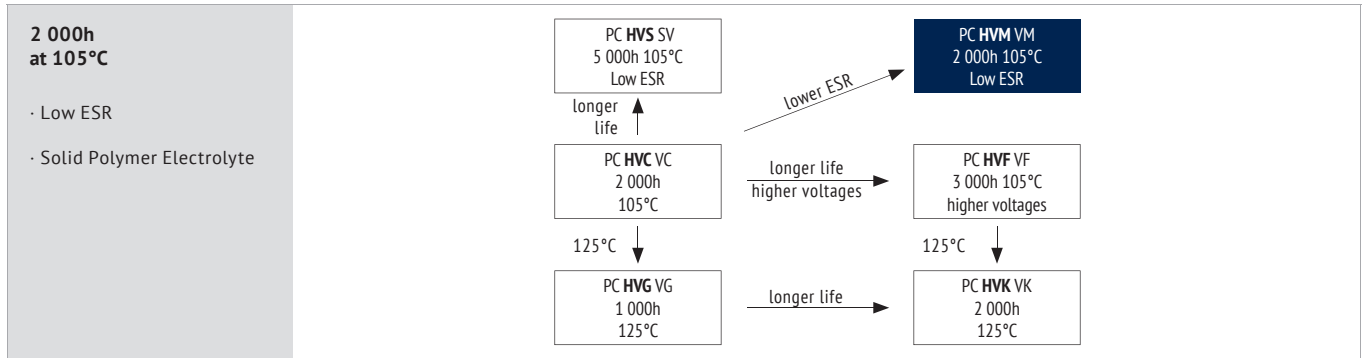 2 000h
at 105°C
· Low ESR
· Solid Polymer Electrolyte
PC HVS SV
5 000h 105°C
Low ESR
PC HVM VM
2 000h 105°C
Low ESR
longer
life
lower ESR
PC HVC VC
2 000h
105°C
longer life
higher voltages
PC HVF VF
3 000h 105°C
higher voltages
125°C
125°C
PC HVG VG
1 000h
125°C
longer life
PC HVK VK
2 000h
125°C